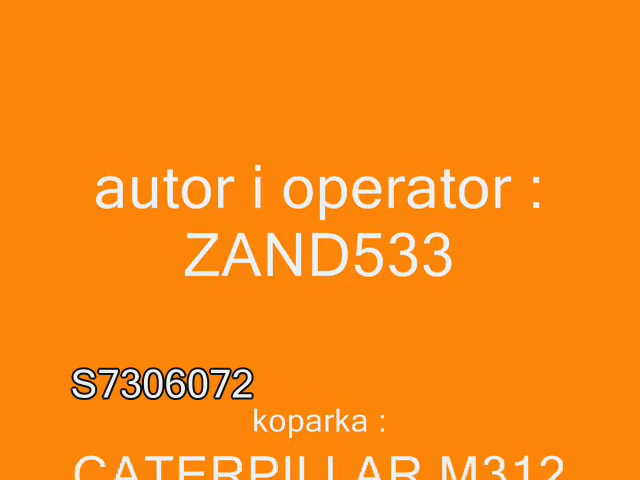 autor i operator :
ZAND533
S7306072
koparka :
CATERPILLAR M312